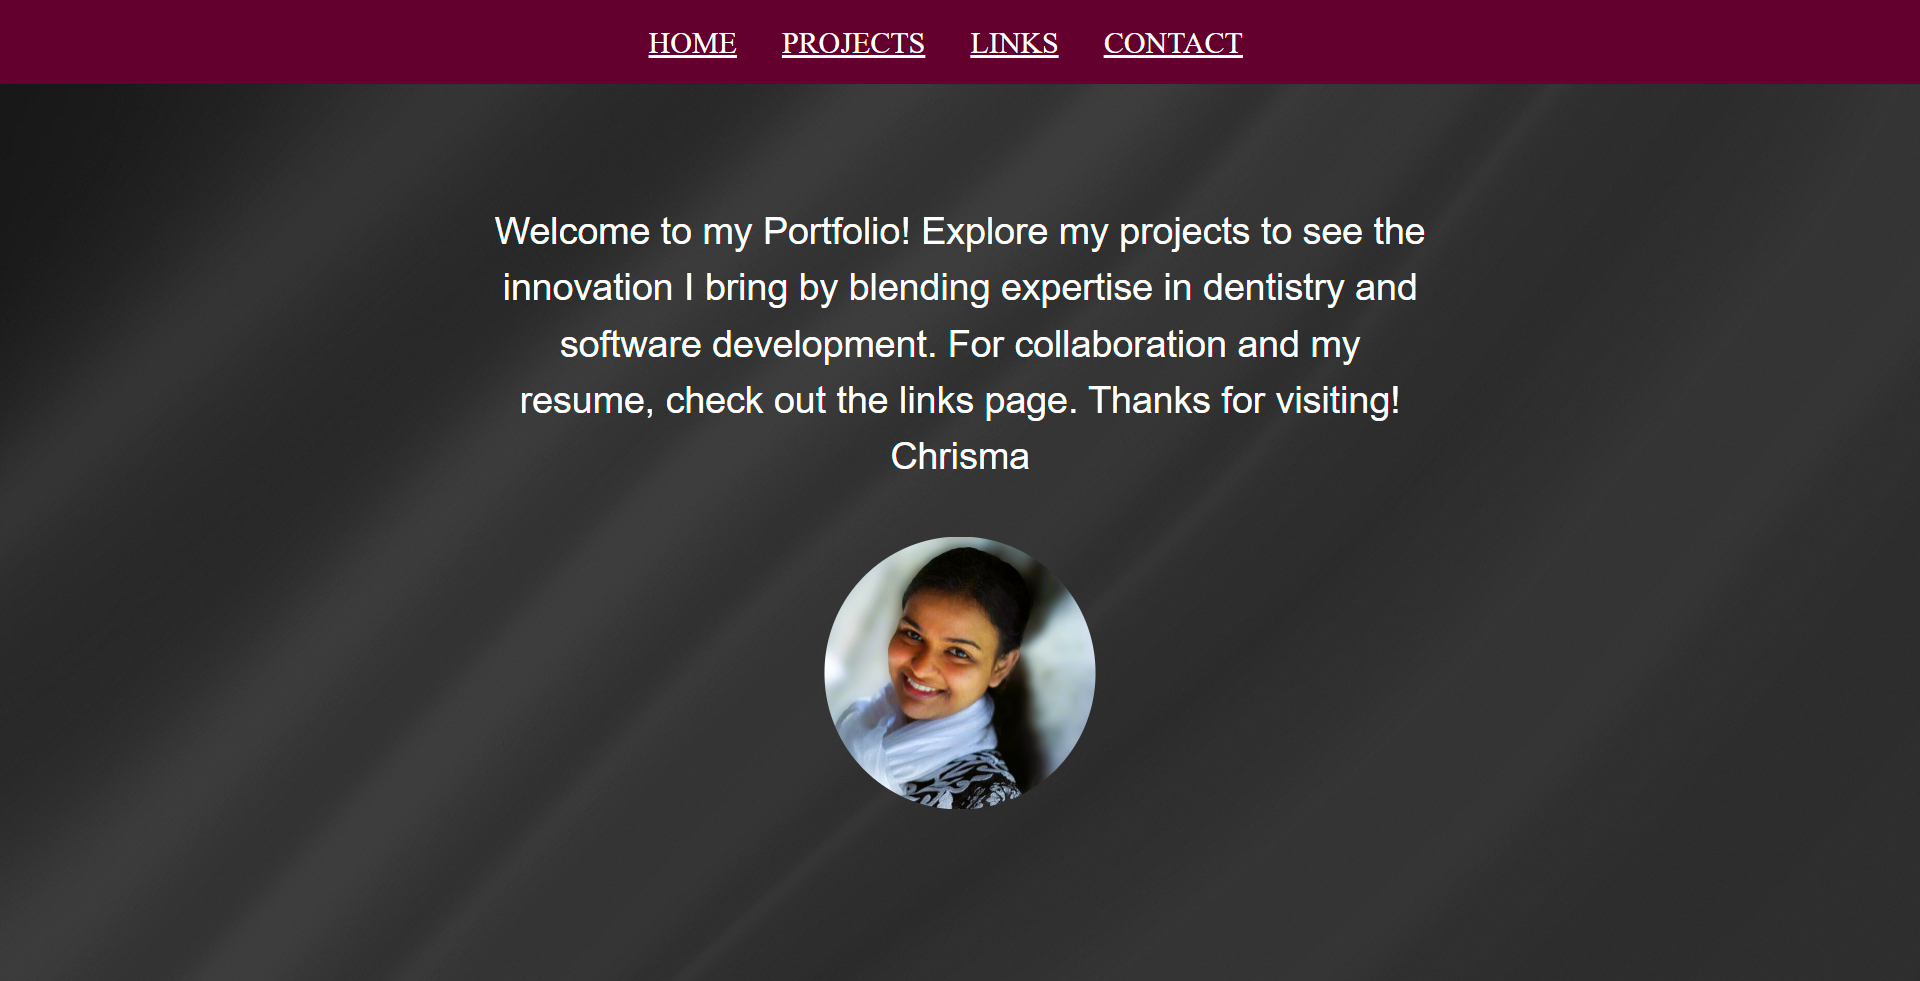 HOME PROJECTS LINKS CONTACT
Welcome to my Portfolio! Explore my projects to see the
innovation I bring by blending expertise in dentistry and
software development. For collaboration and my
resume, check out the links page. Thanks for visiting!
Chrisma